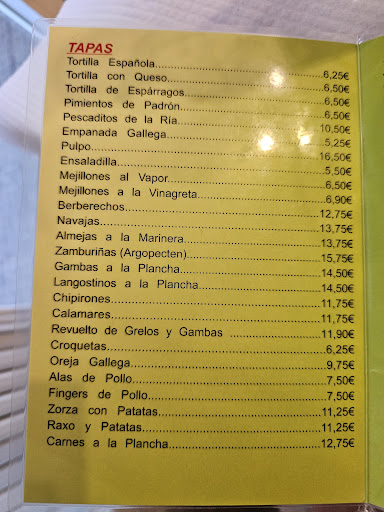 TAPAS
Tortilla Española 6,25€
Tortilla con Queso 6,50€
Tortilla de Espárragos 6,50€
Pimientos de Padrón 6,50€
Pescaditos de la Ría 10,50€
Empanada Gallega 5,25€
Pulpo 16,50€
Ensaladilla 5,50€
Mejillones al Vapor 6,50€
Mejillones a la Vinagreta 6,90€
Berberechos 12,75€
Navajas 13,75€
Almejas a la Marinera 13,75€
Zamburiñas (Argopecten) 15,75€
Gambas a la Plancha 14,50€
Langostinos a la Plancha 14,50€
Chipirones 11,75€
Calamares 11,75€
Revuelto de Grelos y Gambas 11,90€
Croquetas 6,25€
Oreja Gallega 9,75€
Alas de Pollo 7,50€
Fingers de Pollo 7,50€
Zorza con Patatas 11,25€
Raxo y Patatas 11,25€
Carnes a la Plancha 12,75€